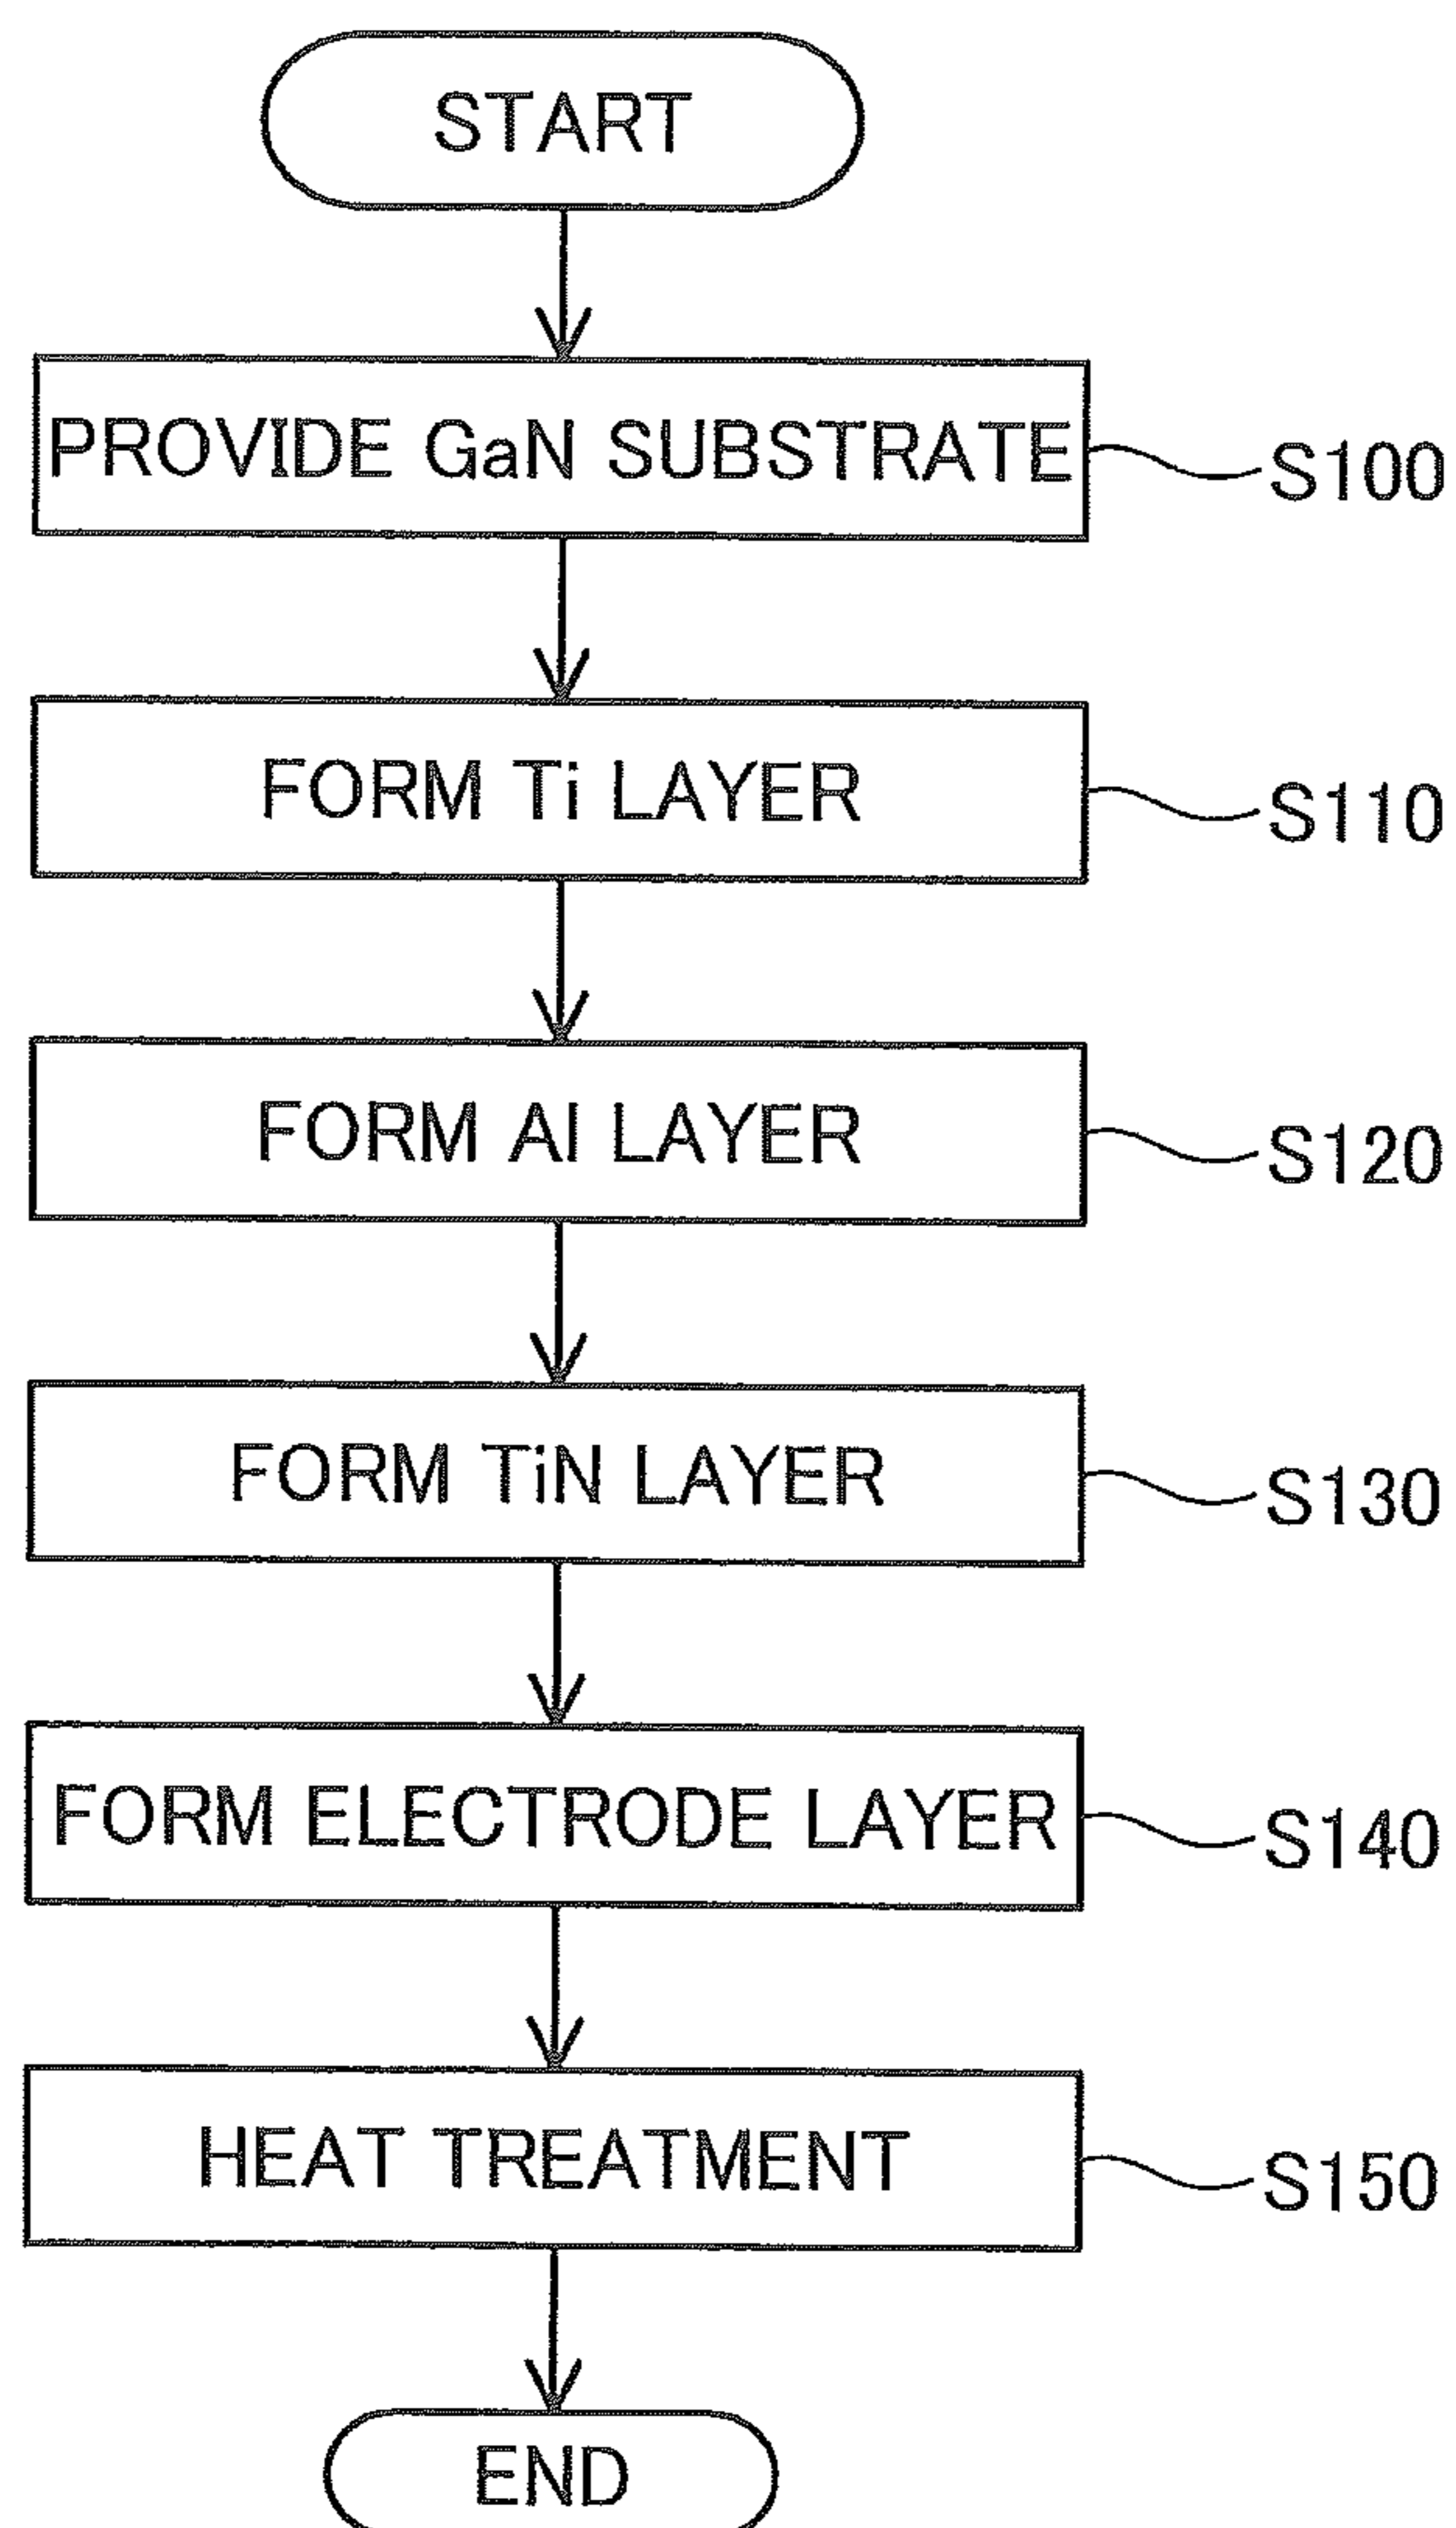 START
PROVIDE GaN SUBSTRATE
S100
FORM Ti LAYER
S110
FORM Al LAYER
S120
FORM TiN LAYER
S130
FORM ELECTRODE LAYER
S140
HEAT TREATMENT
S150
END